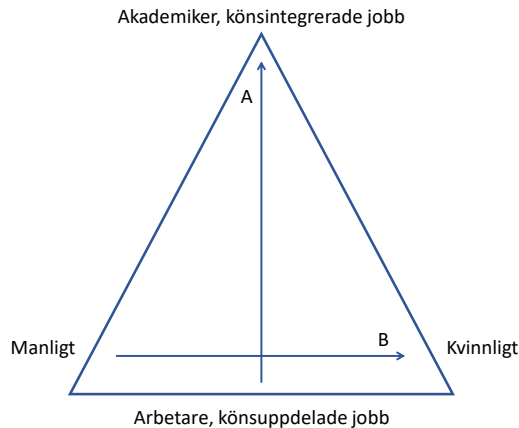 Akademiker, könsintegrerade jobb
A
B
Manligt
Kvinnligt
Arbetare, könsuppdelade jobb